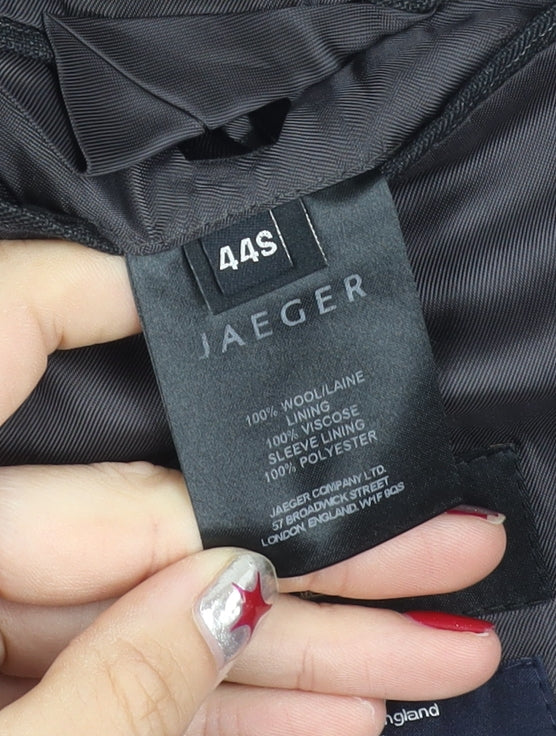 44S
JAEGER
100% WOOL/LAINE
LINING
100% VISCOSE
SLEEVE LINING
100% POLYESTER
JAEGER COMPANY LTD.
57 BROADWICK STREET
LONDON, ENGLAND. W1F 9QS
ngland